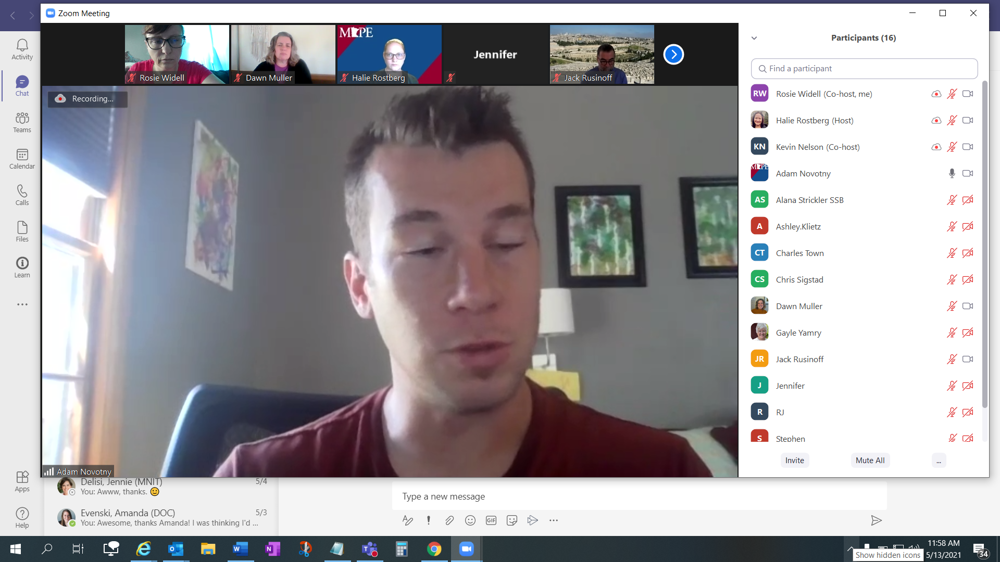 Zoom Meeting
Activity
Chat
Teams
Calendar
Calls
Files
Learn
Apps
Help
Rosie Widell
Dawn Muller
Halie Rostberg
Jennifer
Jack Rusinoff
Recording...
Adam Novotny
Participants (16)
Find a participant
RW Rosie Widell (Co-host, me)
Halie Rostberg (Host)
KN Kevin Nelson (Co-host)
Adam Novotny
AS Alana Strickler SSB
A Ashley.Klietz
CT Charles Town
CS Chris Sigstad
Dawn Muller
Gayle Yamry
JR Jack Rusinoff
J Jennifer
R RJ
S Stephen
Invite
Mute All
...
Delisi, Jennie (MNIT) 5/4
You: Awww, thanks. 🙂
Evenski, Amanda (DOC) 5/3
You: Awesome, thanks Amanda! I was thinking I'd ...
Type a new message
GIF
11:58 AM
Show hidden icons
5/13/2021
34